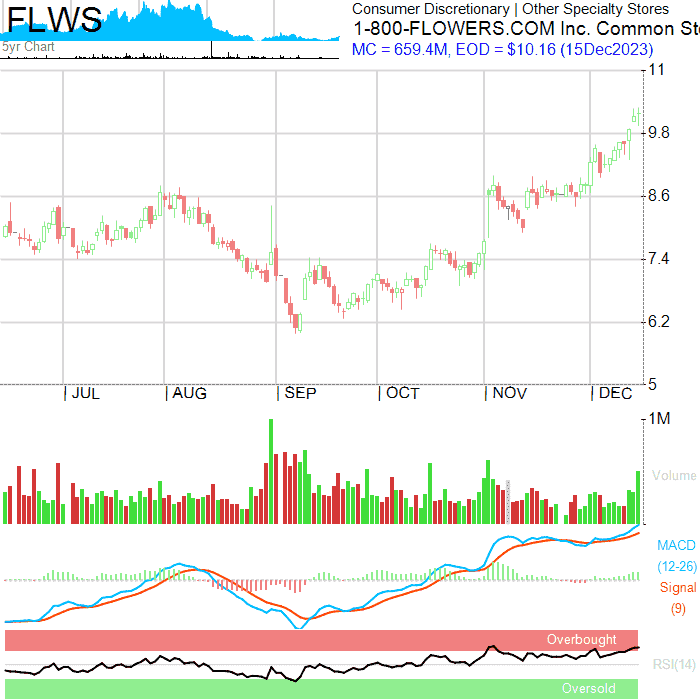 FLWS
5yr Chart
Consumer Discretionary | Other Specialty Stores
1-800-FLOWERS.COM Inc. Common Sto
MC = 659.4M, EOD = $10.16 (15Dec2023)
11
9.8
8.6
7.4
6.2
5
JUL AUG SEP OCT NOV DEC
1M
Volume
MACD
(12-26)
Signal
(9)
Overbought
RSI(14)
Oversold